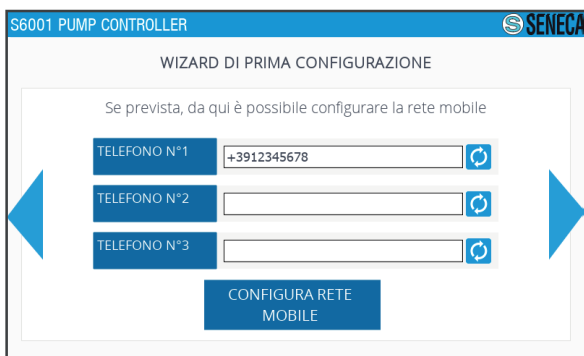 S6001 PUMP CONTROLLER
S SENECA
WIZARD DI PRIMA CONFIGURAZIONE
Se prevista, da qui è possibile configurare la rete mobile
TELEFONO N°1
+3912345678
TELEFONO N°2
TELEFONO N°3
CONFIGURA RETE
MOBILE